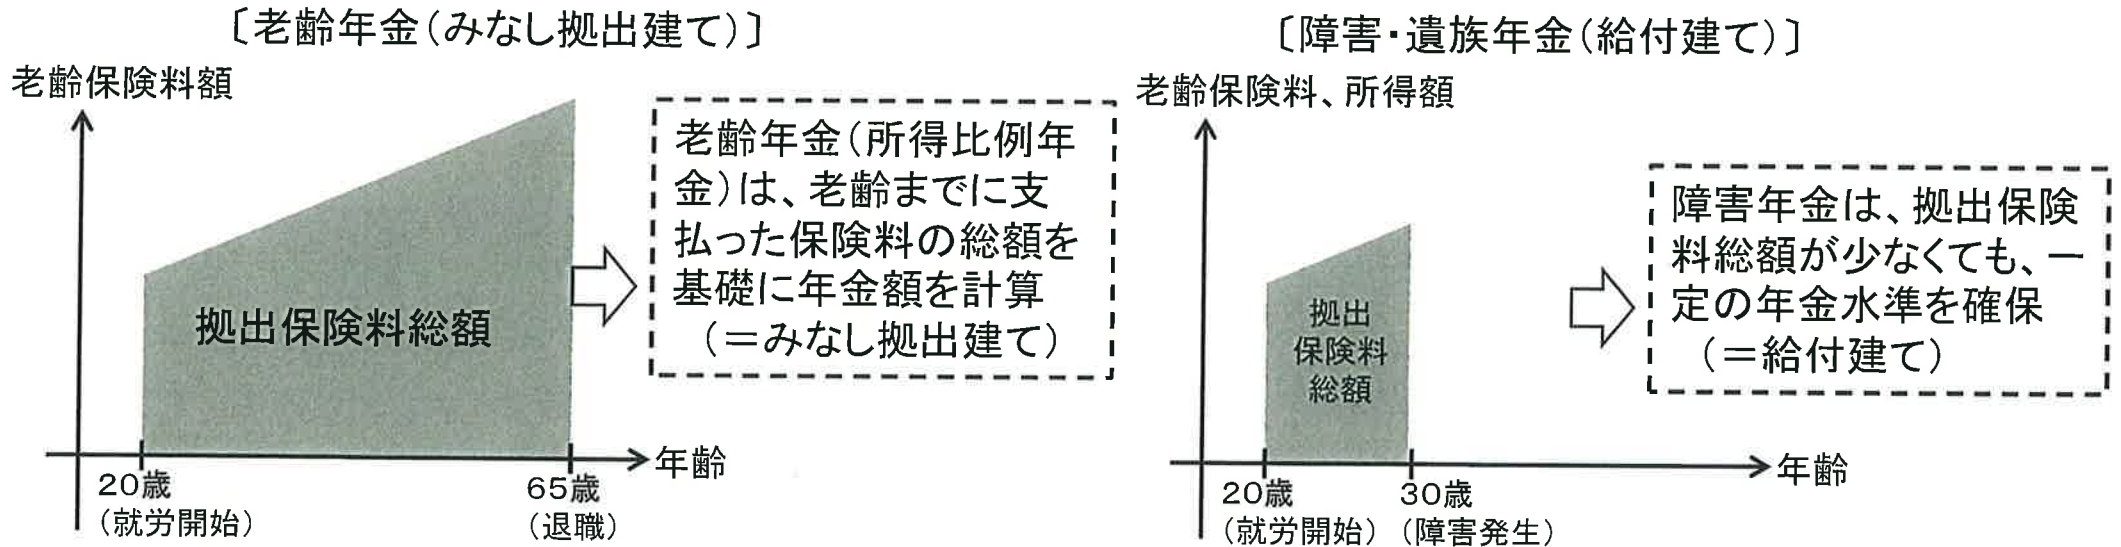 〔老齢年金(みなし拠出建て)〕
老齢保険料額
拠出保険料総額
年齢
20歳
(就労開始)
65歳
(退職)
老齢年金(所得比例年
金)は、老齢までに支
払った保険料の総額を
基礎に年金額を計算
(=みなし拠出建て)
〔障害・遺族年金(給付建て)〕
老齢保険料、所得額
拠出
保険料
総額
年齢
20歳
(就労開始)
30歳
(障害発生)
障害年金は、拠出保険
料総額が少なくても、一
定の年金水準を確保
(=給付建て)